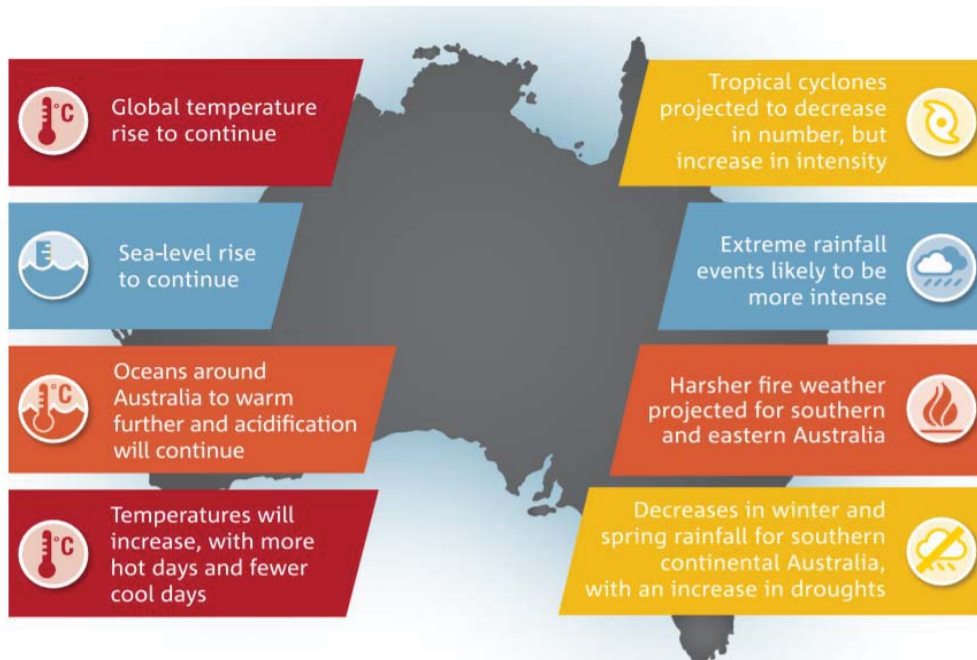 °C
Global temperature
rise to continue
Sea-level rise
to continue
°C
Oceans around
Australia to warm
further and acidification
will continue
°C
Temperatures will
increase, with more
hot days and fewer
cool days
Tropical cyclones
projected to decrease
in number, but
increase in intensity
Extreme rainfall
events likely to be
more intense
Harsher fire weather
projected for southern
and eastern Australia
Decreases in winter and
spring rainfall for southern
continental Australia,
with an increase in droughts